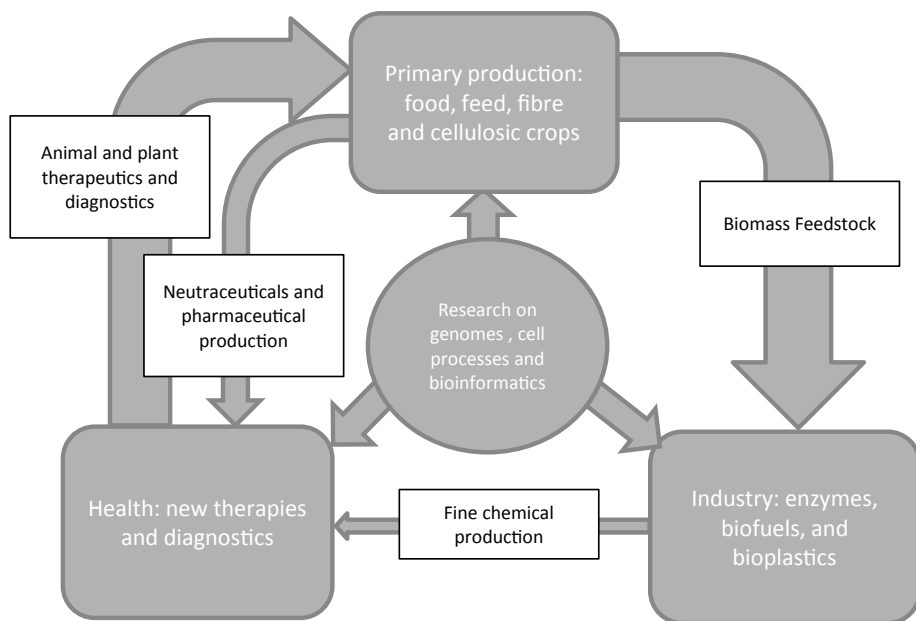 Primary production:
food, feed, fibre
and cellulosic crops
Animal and plant
therapeutics and
diagnostics
Biomass Feedstock
Neutraceuticals and
pharmaceutical
production
Research on
genomes , cell
processes and
bioinformatics
Health: new therapies
and diagnostics
Fine chemical
production
Industry: enzymes,
biofuels, and
bioplastics